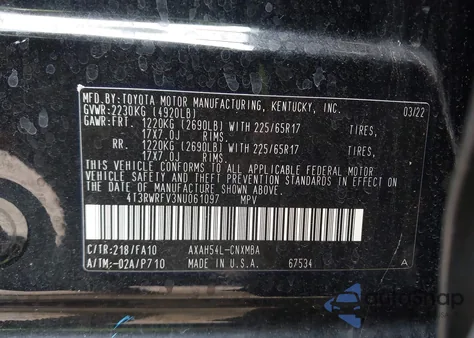 MFD.BY:TOYOTA MOTOR MANUFACTURING, KENTUCKY, INC.
GVWR:2230KG (4920LB) 03/22
GAWR:FRT. 1220KG (2690LB) WITH 225/65R17 TIRES,
17X7.0J RIMS.
RR. 1220KG (2690LB) WITH 225/65R17 TIRES,
17X7.0J RIMS.
THIS VEHICLE CONFORMS TO ALL APPLICABLE FEDERAL MOTOR
VEHICLE SAFETY AND THEFT PREVENTION STANDARDS IN EFFECT
ON THE DATE OF MANUFACTURE SHOWN ABOVE.
4T3RWRFV3NU061097 MPV
C/TR:218/FA10 AXAH54L-CNXMBA
A/TM:-02A/P710 MADE IN U.S.A. 67534 A
AutoSnap